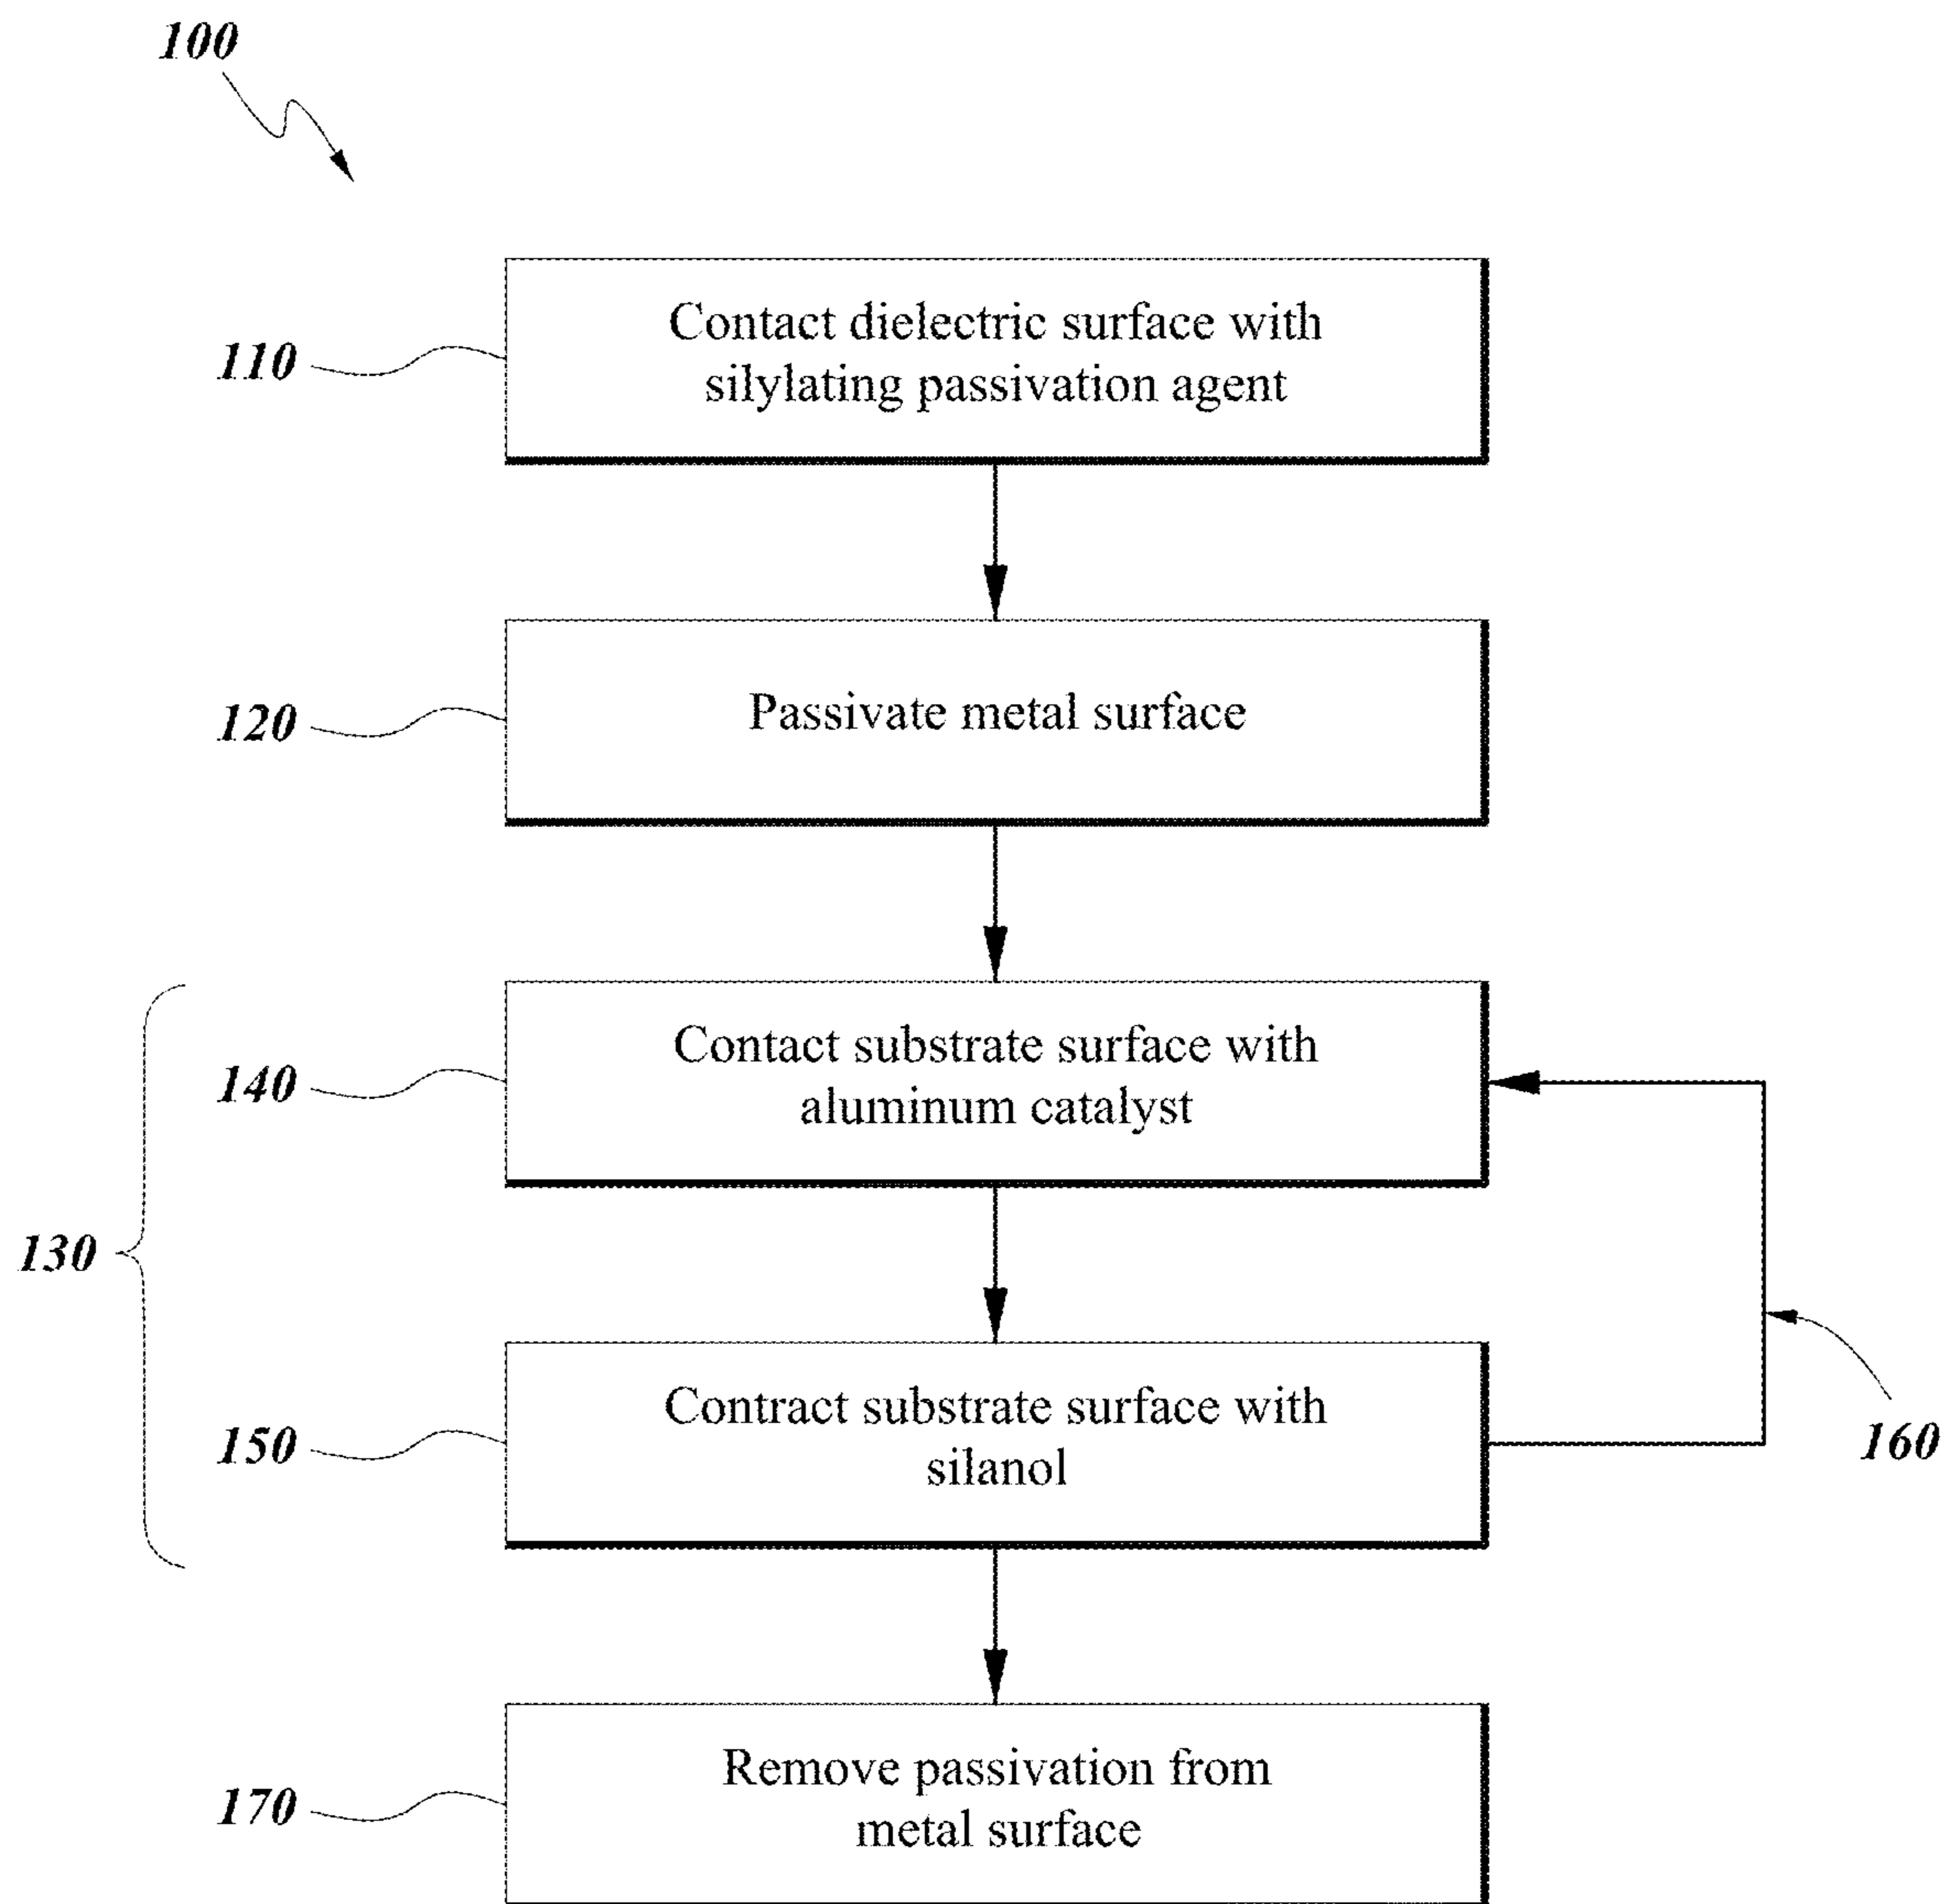 100
110
Contact dielectric surface with
silylating passivation agent
120
Passivate metal surface
130
140
Contact substrate surface with
aluminum catalyst
150
Contract substrate surface with
silanol
160
170
Remove passivation from
metal surface